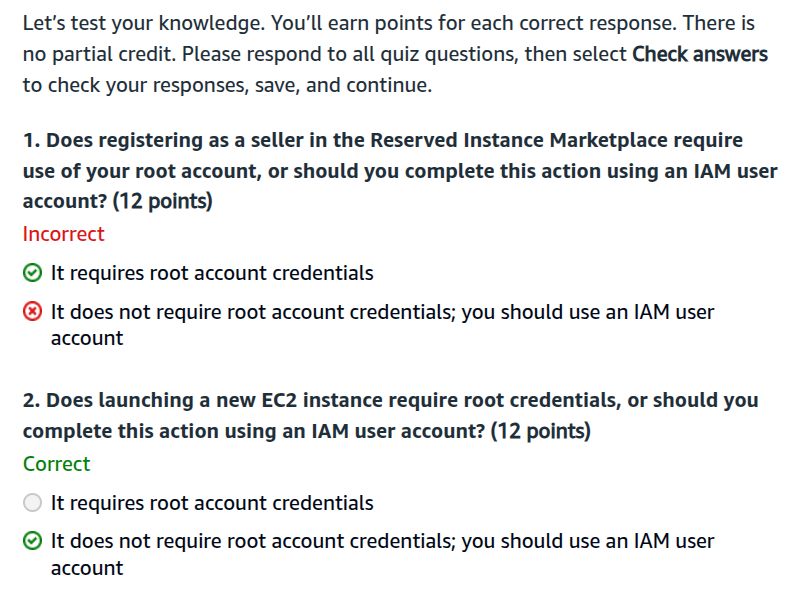 Let’s test your knowledge. You’ll earn points for each correct response. There is
no partial credit. Please respond to all quiz questions, then select Check answers
to check your responses, save, and continue.
1. Does registering as a seller in the Reserved Instance Marketplace require
use of your root account, or should you complete this action using an IAM user
account? (12 points)
Incorrect
It requires root account credentials
It does not require root account credentials; you should use an IAM user
account
2. Does launching a new EC2 instance require root credentials, or should you
complete this action using an IAM user account? (12 points)
Correct
It requires root account credentials
It does not require root account credentials; you should use an IAM user
account